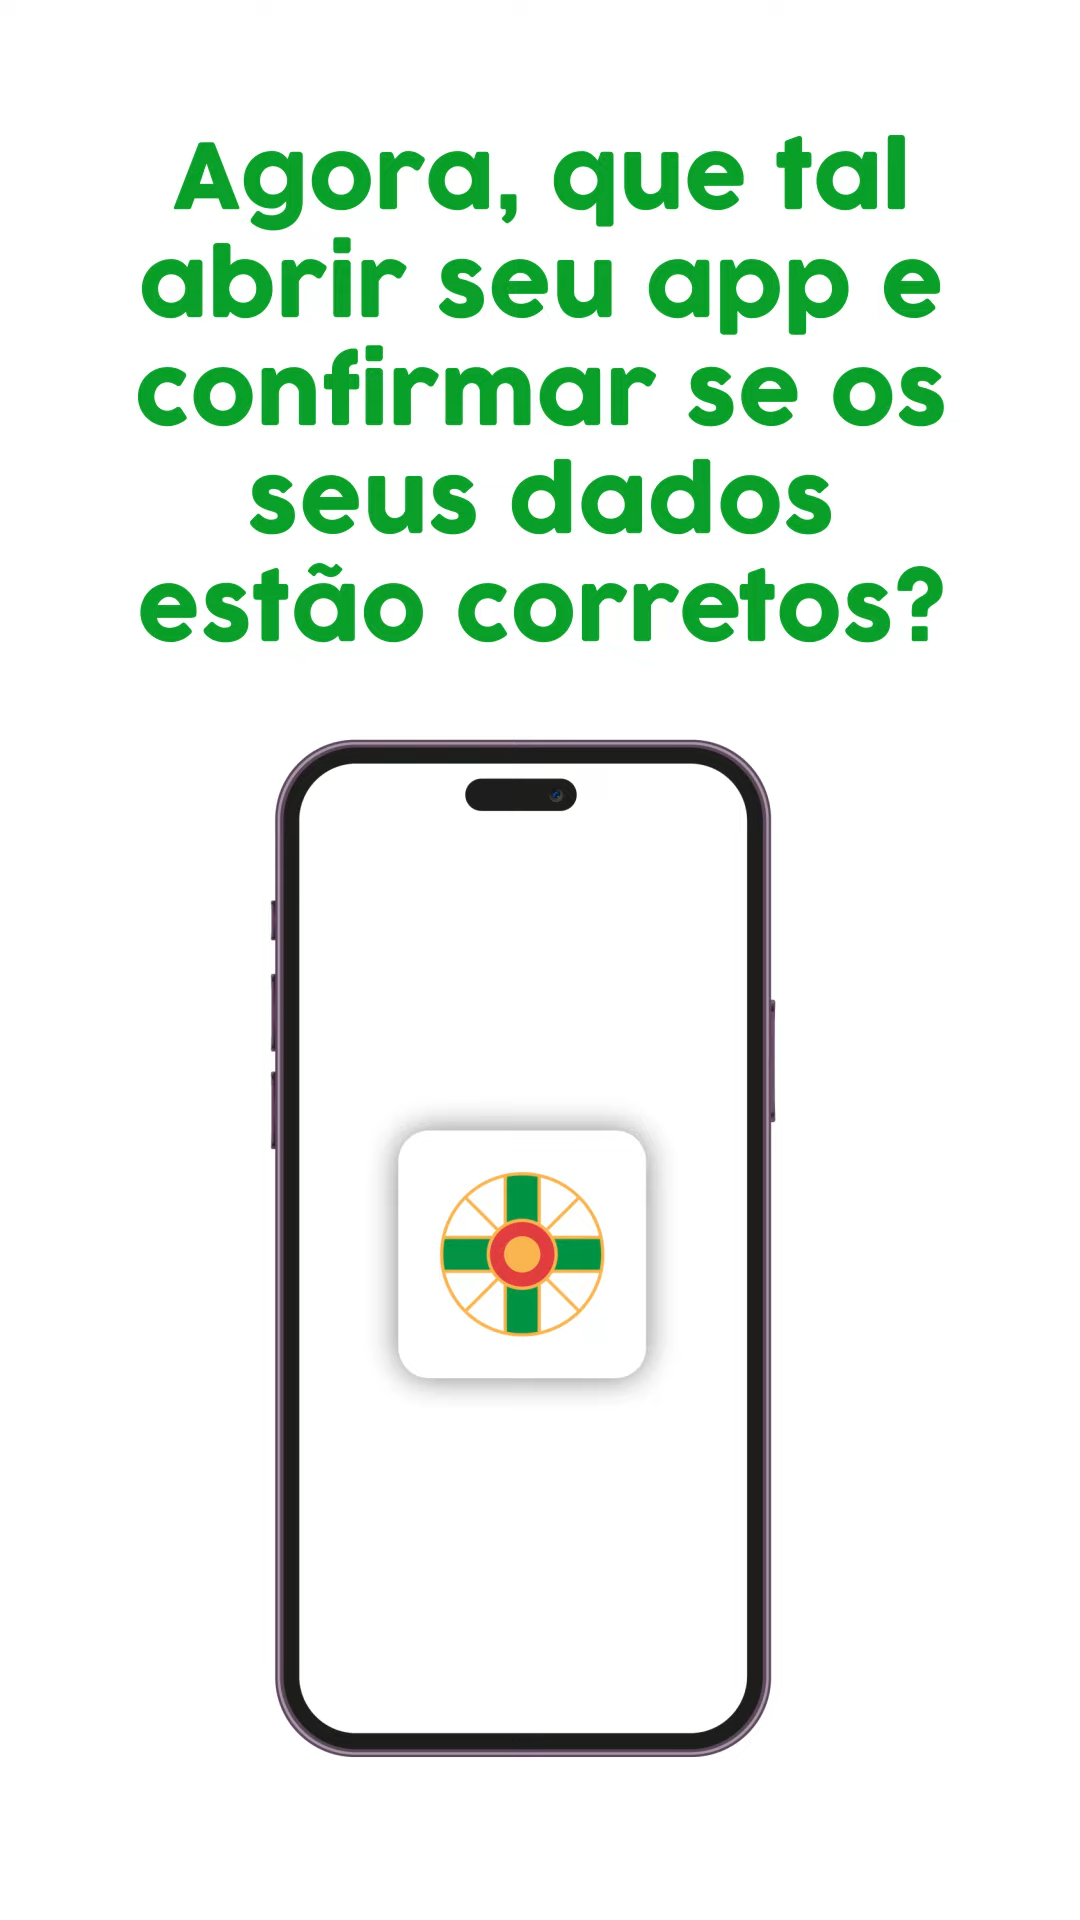 Agora, que tal
abrir seu app e
confirmar se os
seus dados
estão corretos?